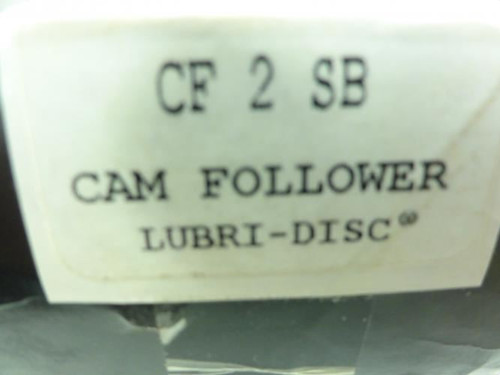 CF 2 SB
CAM FOLLOWER
LUBRI-DISC®